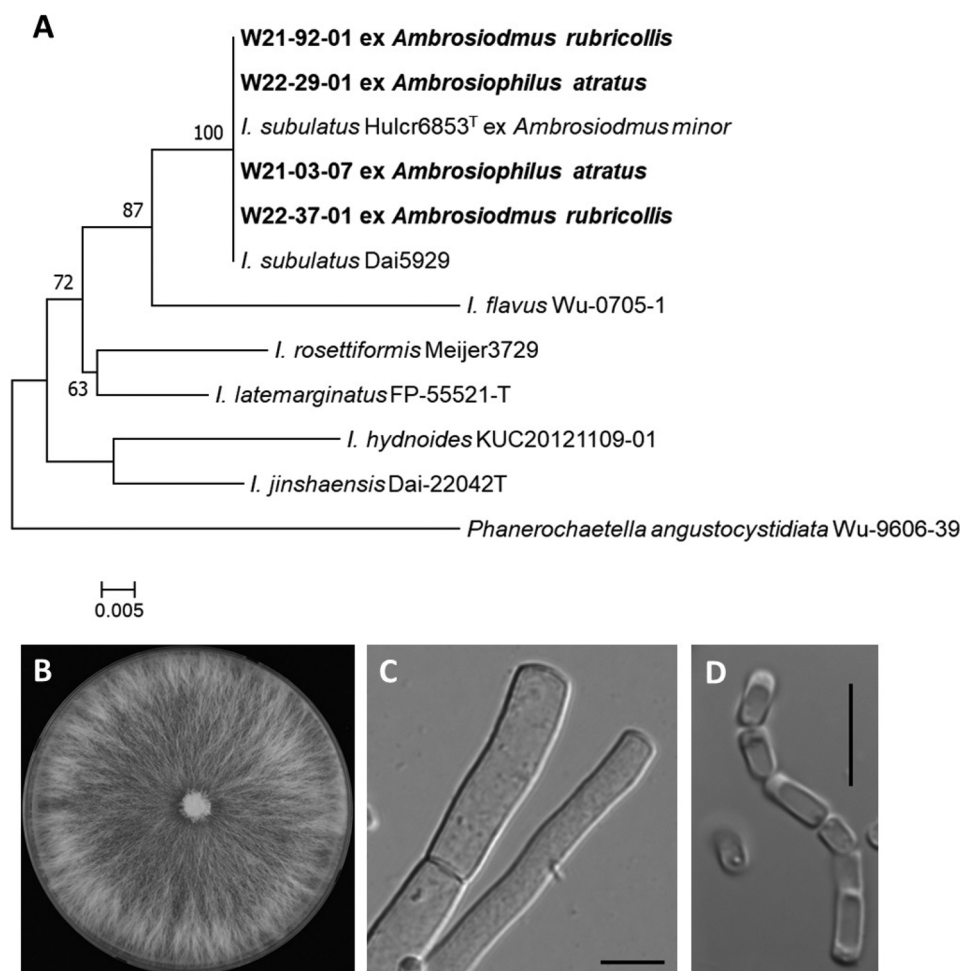 A
W21-92-01 ex Ambrosiodmus rubricollis
W22-29-01 ex Ambrosiophilus atratus
100
I. subulatus Hulcr6853ᵀ ex Ambrosiodmus minor
W21-03-07 ex Ambrosiophilus atratus
87
W22-37-01 ex Ambrosiodmus rubricollis
I. subulatus Dai5929
72
I. flavus Wu-0705-1
I. rosettiformis Meijer3729
63
I. latemarginatus FP-55521-T
I. hydnoides KUC20121109-01
I. jinshaensis Dai-22042T
Phanerochaetella angustocystidiata Wu-9606-39
0.005
B
C
D